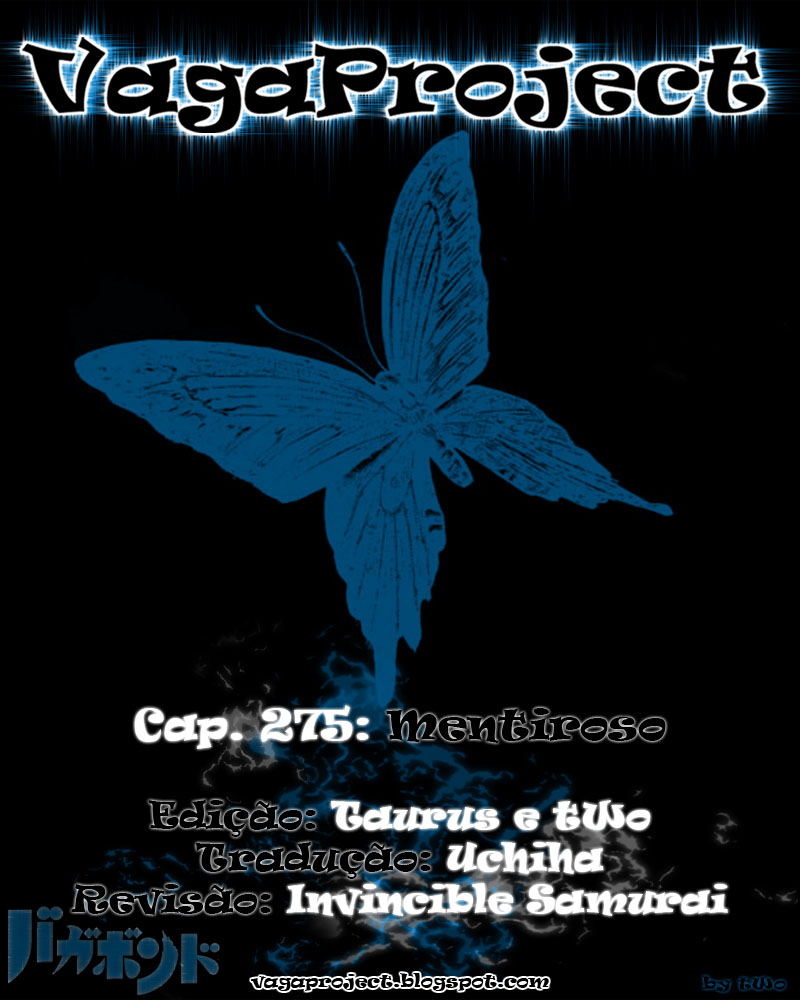 VagaProject
Cap. 275: Mentiroso
Edição: Taurus e tWo
Tradução: Uchiha
Revisão: Invincible Samurai
バガボンド
vagaproject.blogspot.com
by tWo